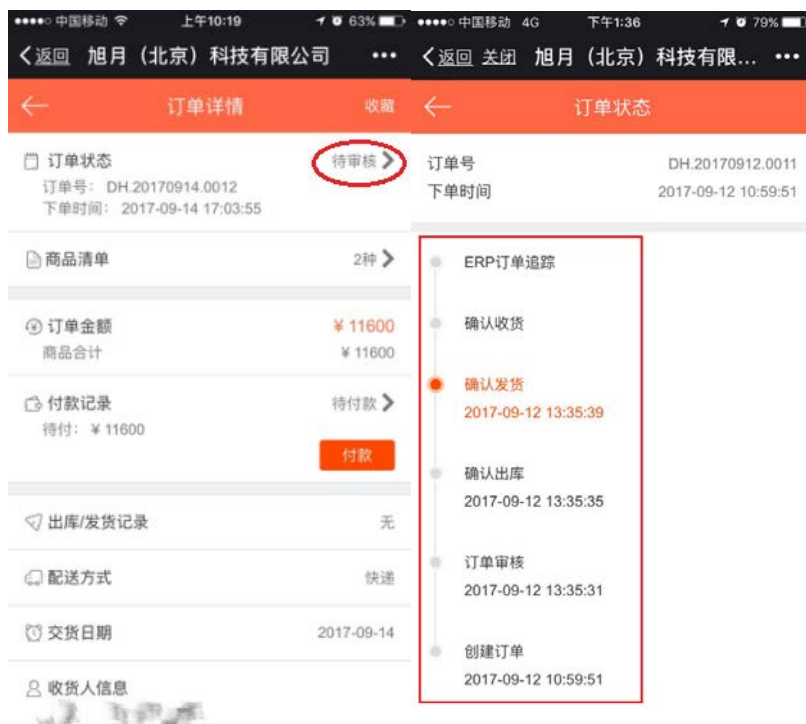 中国移动 上午10:19 63%
返回 旭月（北京）科技有限公司
订单详情 收藏
订单状态 待审核
订单号： DH.20170914.0012
下单时间： 2017-09-14 17:03:55
商品清单 2种
订单金额 ¥ 11600
商品合计 ¥ 11600
付款记录 待付款
待付： ¥ 11600
付款
出库/发货记录 无
配送方式 快递
交货日期 2017-09-14
收货人信息
中国移动 4G 下午1:36 79%
返回 关闭 旭月（北京）科技有限...
订单状态
订单号 DH.20170912.0011
下单时间 2017-09-12 10:59:51
ERP订单追踪
确认收货
确认发货
2017-09-12 13:35:39
确认出库
2017-09-12 13:35:35
订单审核
2017-09-12 13:35:31
创建订单
2017-09-12 10:59:51